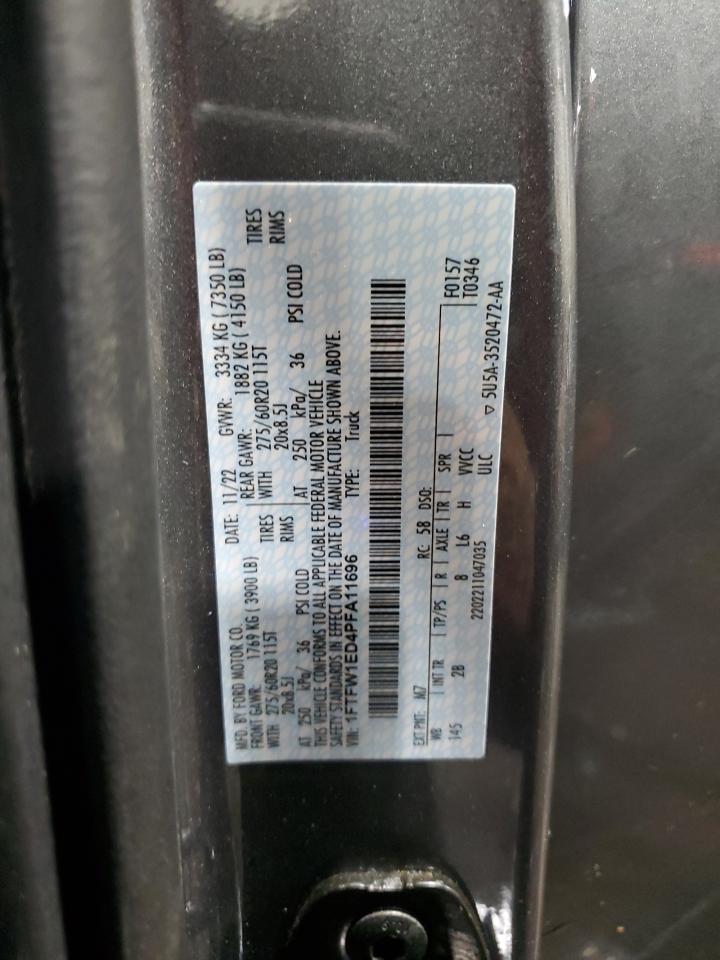 MFD. BY FORD MOTOR CO.
DATE: 11/22 GVWR: 3334 KG ( 7350 LB)
FRONT GAWR: 1769 KG ( 3900 LB)
REAR GAWR: 1882 KG ( 4150 LB)
WITH 275/60R20 115T TIRES
WITH 275/60R20 115T TIRES
20x8.5J RIMS
20x8.5J RIMS
AT 250 kPa/ 36 PSI COLD
AT 250 kPa/ 36 PSI COLD
THIS VEHICLE CONFORMS TO ALL APPLICABLE FEDERAL MOTOR VEHICLE
SAFETY STANDARDS IN EFFECT ON THE DATE OF MANUFACTURE SHOWN ABOVE.
VIN: 1FTFW1ED4PFA11696 TYPE: Truck
F0157
T0346
EXT PNT: M7 RC: 58 DSO:
WB INT TR TP/PS R AXLE TR SPR
145 2B 8 L6 H VVCC
ULC
2202211047035
▽ 5U5A-3520472-AA